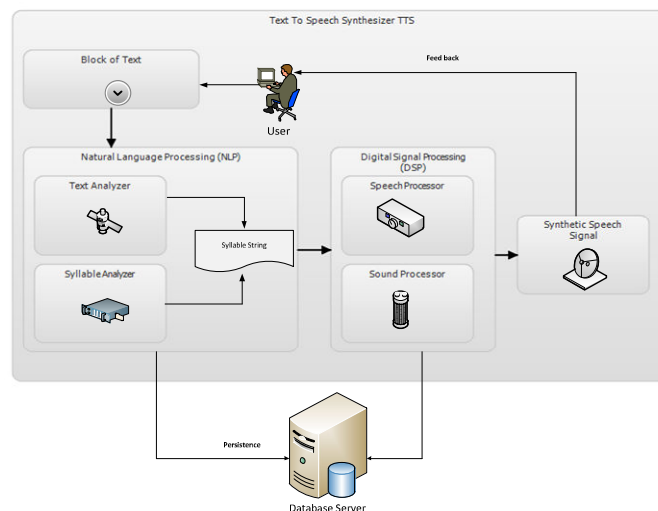 Text To Speech Synthesizer TTS
Block of Text
Feed back
User
Natural Language Processing (NLP)
Text Analyzer
Syllable String
Syllable Analyzer
Digital Signal Processing
(DSP)
Speech Processor
Sound Processor
Synthetic Speech
Signal
Persistence
Database Server